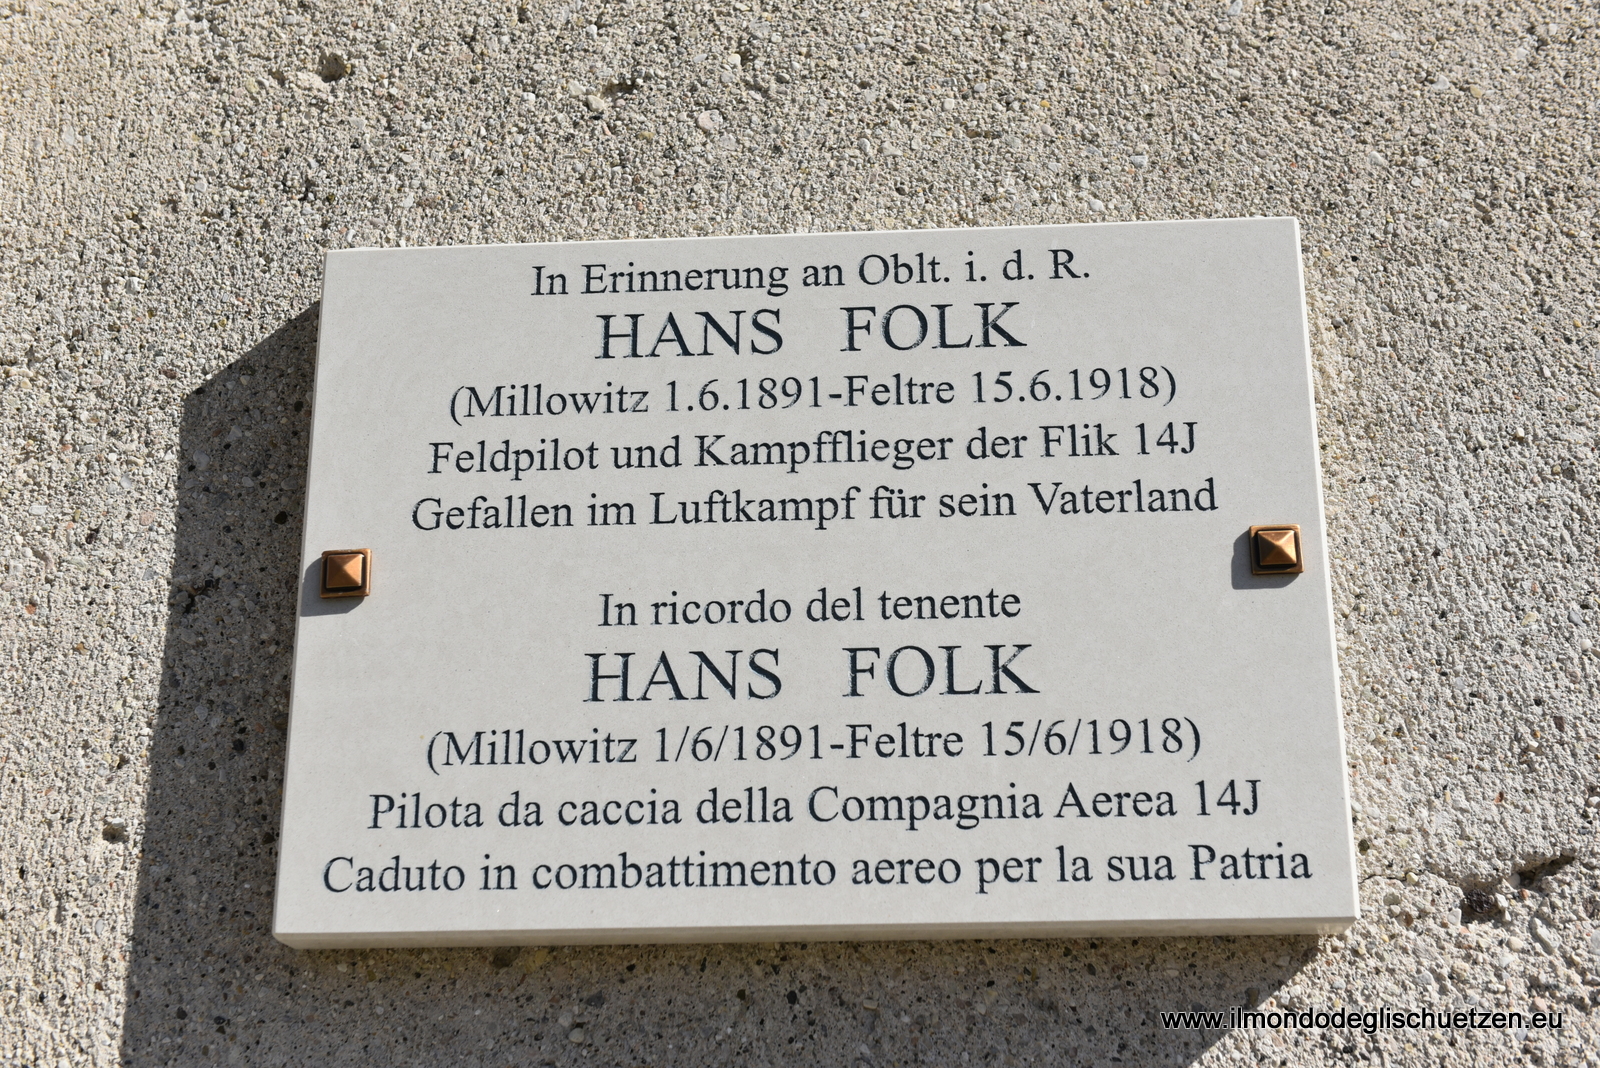 In Erinnerung an Oblt. i. d. R.
HANS FOLK
(Millowitz 1.6.1891-Feltre 15.6.1918)
Feldpilot und Kampfflieger der Flik 14J
Gefallen im Luftkampf für sein Vaterland
In ricordo del tenente
HANS FOLK
(Millowitz 1/6/1891-Feltre 15/6/1918)
Pilota da caccia della Compagnia Aerea 14J
Caduto in combattimento aereo per la sua Patria
www.ilmondodeglischuetzen.eu